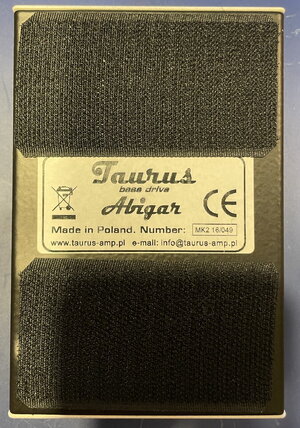 Taurus
bass drive
Abigar
CE
Made in Poland. Number: MK2 16/049
www.taurus-amp.pl e-mail: info@taurus-amp.pl